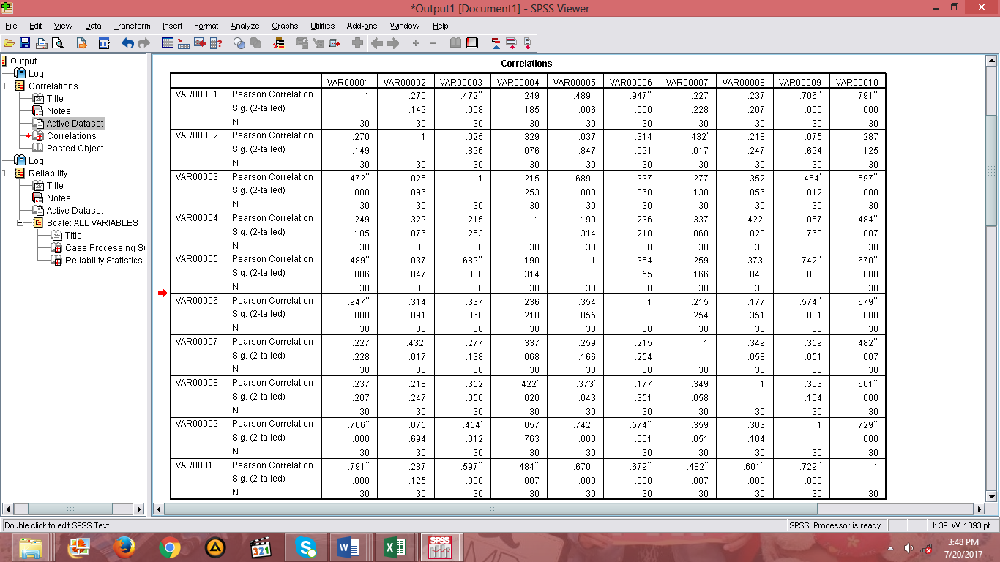 *Output1 [Document1] - SPSS Viewer
File Edit View Data Transform Insert Format Analyze Graphs Utilities Add-ons Window Help
Output
Log
Correlations
Title
Notes
Active Dataset
Correlations
Pasted Object
Log
Reliability
Title
Notes
Active Dataset
Scale: ALL VARIABLES
Title
Case Processing Su
Reliability Statistics
Correlations
VAR00001 VAR00002 VAR00003 VAR00004 VAR00005 VAR00006 VAR00007 VAR00008 VAR00009 VAR00010
VAR00001 Pearson Correlation 1 .270 .472** .249 .489** .947** .227 .237 .706** .791**
Sig. (2-tailed) .149 .008 .185 .006 .000 .228 .207 .000 .000
N 30 30 30 30 30 30 30 30 30 30
VAR00002 Pearson Correlation .270 1 .025 .329 .037 .314 .432* .218 .075 .287
Sig. (2-tailed) .149 .896 .076 .847 .091 .017 .247 .694 .125
N 30 30 30 30 30 30 30 30 30 30
VAR00003 Pearson Correlation .472** .025 1 .215 .689** .337 .277 .352 .454* .597**
Sig. (2-tailed) .008 .896 .253 .000 .068 .138 .056 .012 .000
N 30 30 30 30 30 30 30 30 30 30
VAR00004 Pearson Correlation .249 .329 .215 1 .190 .236 .337 .422* .057 .484**
Sig. (2-tailed) .185 .076 .253 .314 .210 .068 .020 .763 .007
N 30 30 30 30 30 30 30 30 30 30
VAR00005 Pearson Correlation .489** .037 .689** .190 1 .354 .259 .373* .742** .670**
Sig. (2-tailed) .006 .847 .000 .314 .055 .166 .043 .000 .000
N 30 30 30 30 30 30 30 30 30 30
VAR00006 Pearson Correlation .947** .314 .337 .236 .354 1 .215 .177 .574** .679**
Sig. (2-tailed) .000 .091 .068 .210 .055 .254 .351 .001 .000
N 30 30 30 30 30 30 30 30 30 30
VAR00007 Pearson Correlation .227 .432* .277 .337 .259 .215 1 .349 .359 .482**
Sig. (2-tailed) .228 .017 .138 .068 .166 .254 .058 .051 .007
N 30 30 30 30 30 30 30 30 30 30
VAR00008 Pearson Correlation .237 .218 .352 .422* .373* .177 .349 1 .303 .601**
Sig. (2-tailed) .207 .247 .056 .020 .043 .351 .058 .104 .000
N 30 30 30 30 30 30 30 30 30 30
VAR00009 Pearson Correlation .706** .075 .454* .057 .742** .574** .359 .303 1 .729**
Sig. (2-tailed) .000 .694 .012 .763 .000 .001 .051 .104 .000
N 30 30 30 30 30 30 30 30 30 30
VAR00010 Pearson Correlation .791** .287 .597** .484** .670** .679** .482** .601** .729** 1
Sig. (2-tailed) .000 .125 .000 .007 .000 .000 .007 .000 .000
N 30 30 30 30 30 30 30 30 30 30
Double click to edit SPSS Text
SPSS Processor is ready
H: 39, W: 1093 pt.
321
SPSS
3:48 PM
7/20/2017